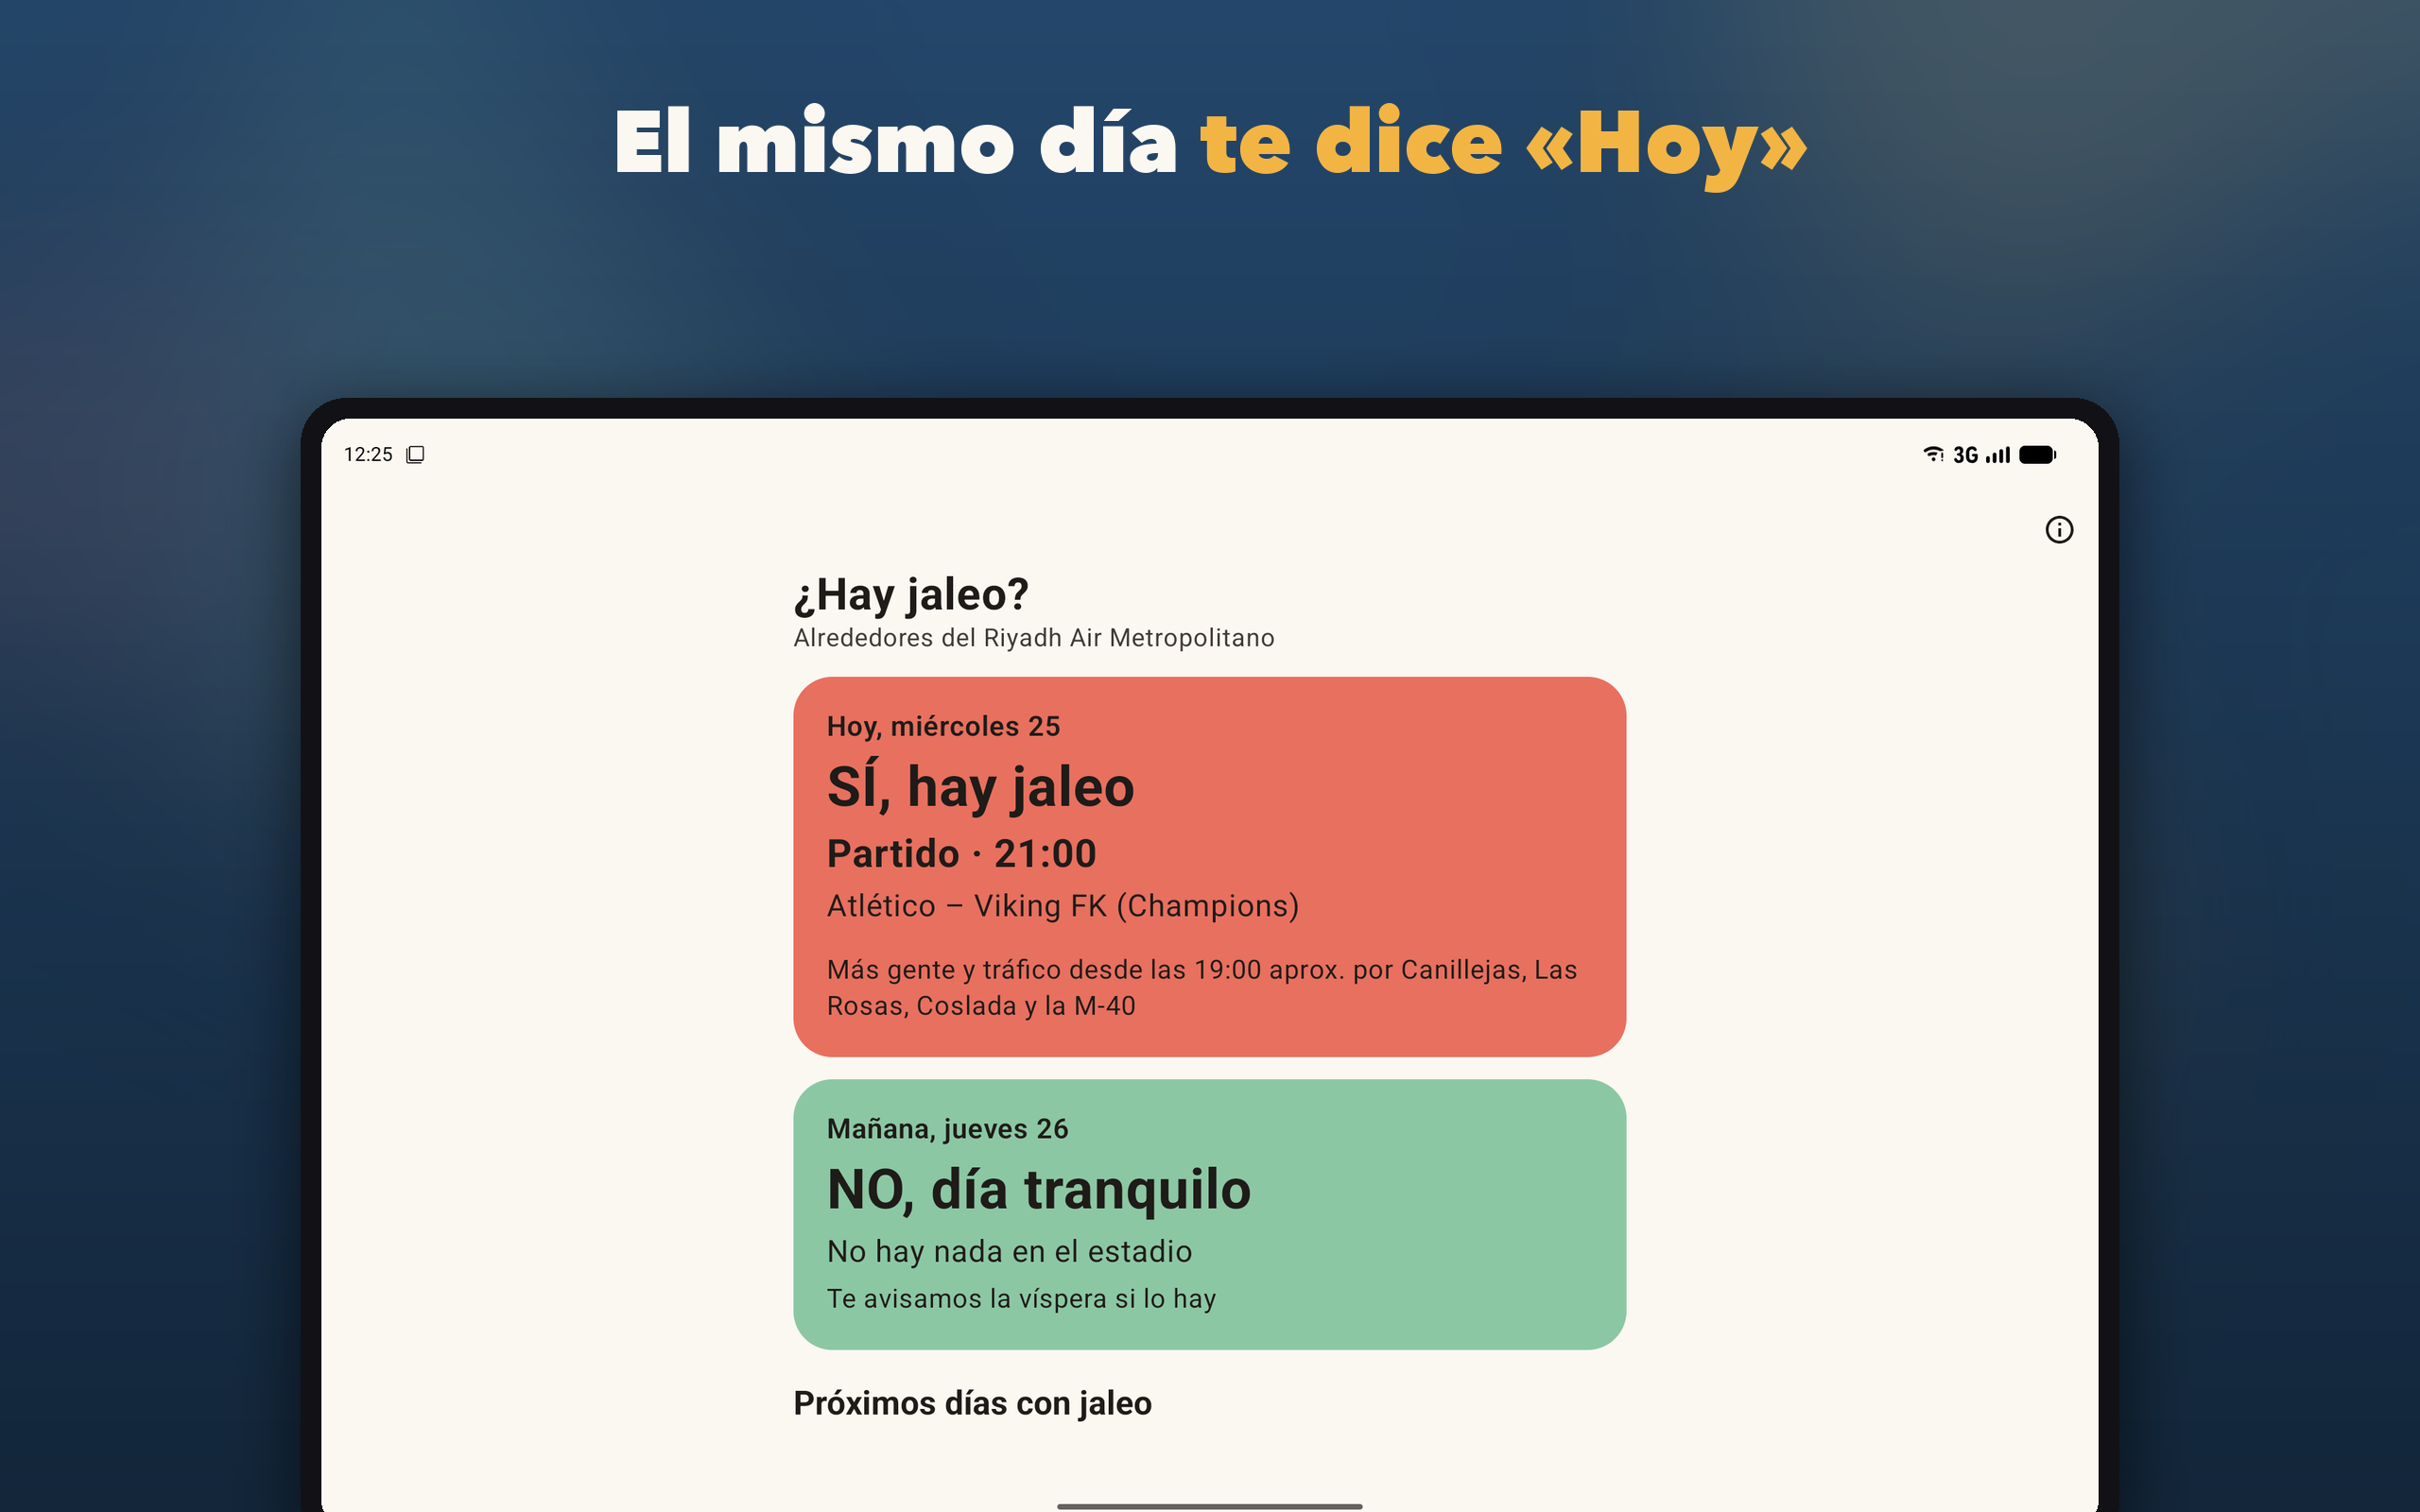 El mismo día te dice «Hoy»
12:25
3G
¿Hay jaleo?
Alrededores del Riyadh Air Metropolitano
Hoy, miércoles 25
SÍ, hay jaleo
Partido · 21:00
Atlético – Viking FK (Champions)
Más gente y tráfico desde las 19:00 aprox. por Canillejas, Las
Rosas, Coslada y la M-40
Mañana, jueves 26
NO, día tranquilo
No hay nada en el estadio
Te avisamos la víspera si lo hay
Próximos días con jaleo